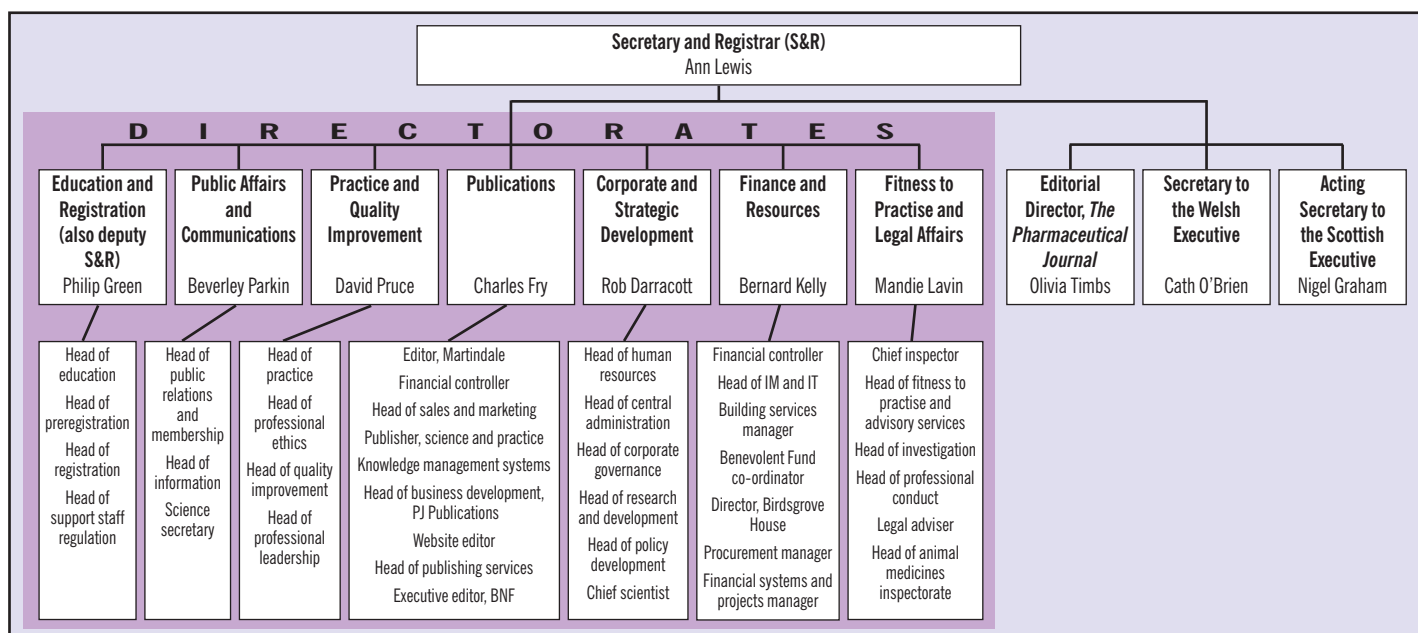 Secretary and Registrar (S&R)
Ann Lewis
DIRECTORATES
Education and
Registration
(also deputy
S&R)
Philip Green
Public Affairs
and
Communications
Beverley Parkin
Practice and
Quality
Improvement
David Pruce
Publications
Charles Fry
Corporate and
Strategic
Development
Rob Darracott
Finance and
Resources
Bernard Kelly
Fitness to
Practise and
Legal Affairs
Mandie Lavin
Editorial
Director, The
Pharmaceutical
Journal
Olivia Timbs
Secretary to
the Welsh
Executive
Cath O’Brien
Acting
Secretary to
the Scottish
Executive
Nigel Graham
Head of
education
Head of
preregistration
Head of
registration
Head of
support staff
regulation
Head of
public
relations
and
membership
Head of
information
Science
secretary
Head of
practice
Head of
professional
ethics
Head of quality
improvement
Head of
professional
leadership
Editor, Martindale
Financial controller
Head of sales and marketing
Publisher, science and practice
Knowledge management systems
Head of business development,
PJ Publications
Website editor
Head of publishing services
Executive editor, BNF
Head of human
resources
Head of central
administration
Head of corporate
governance
Head of research
and development
Head of policy
development
Chief scientist
Financial controller
Head of IM and IT
Building services
manager
Benevolent Fund
co-ordinator
Director, Birdsgrove
House
Procurement manager
Financial systems and
projects manager
Chief inspector
Head of fitness to
practise and
advisory services
Head of investigation
Head of professional
conduct
Legal adviser
Head of animal
medicines
inspectorate